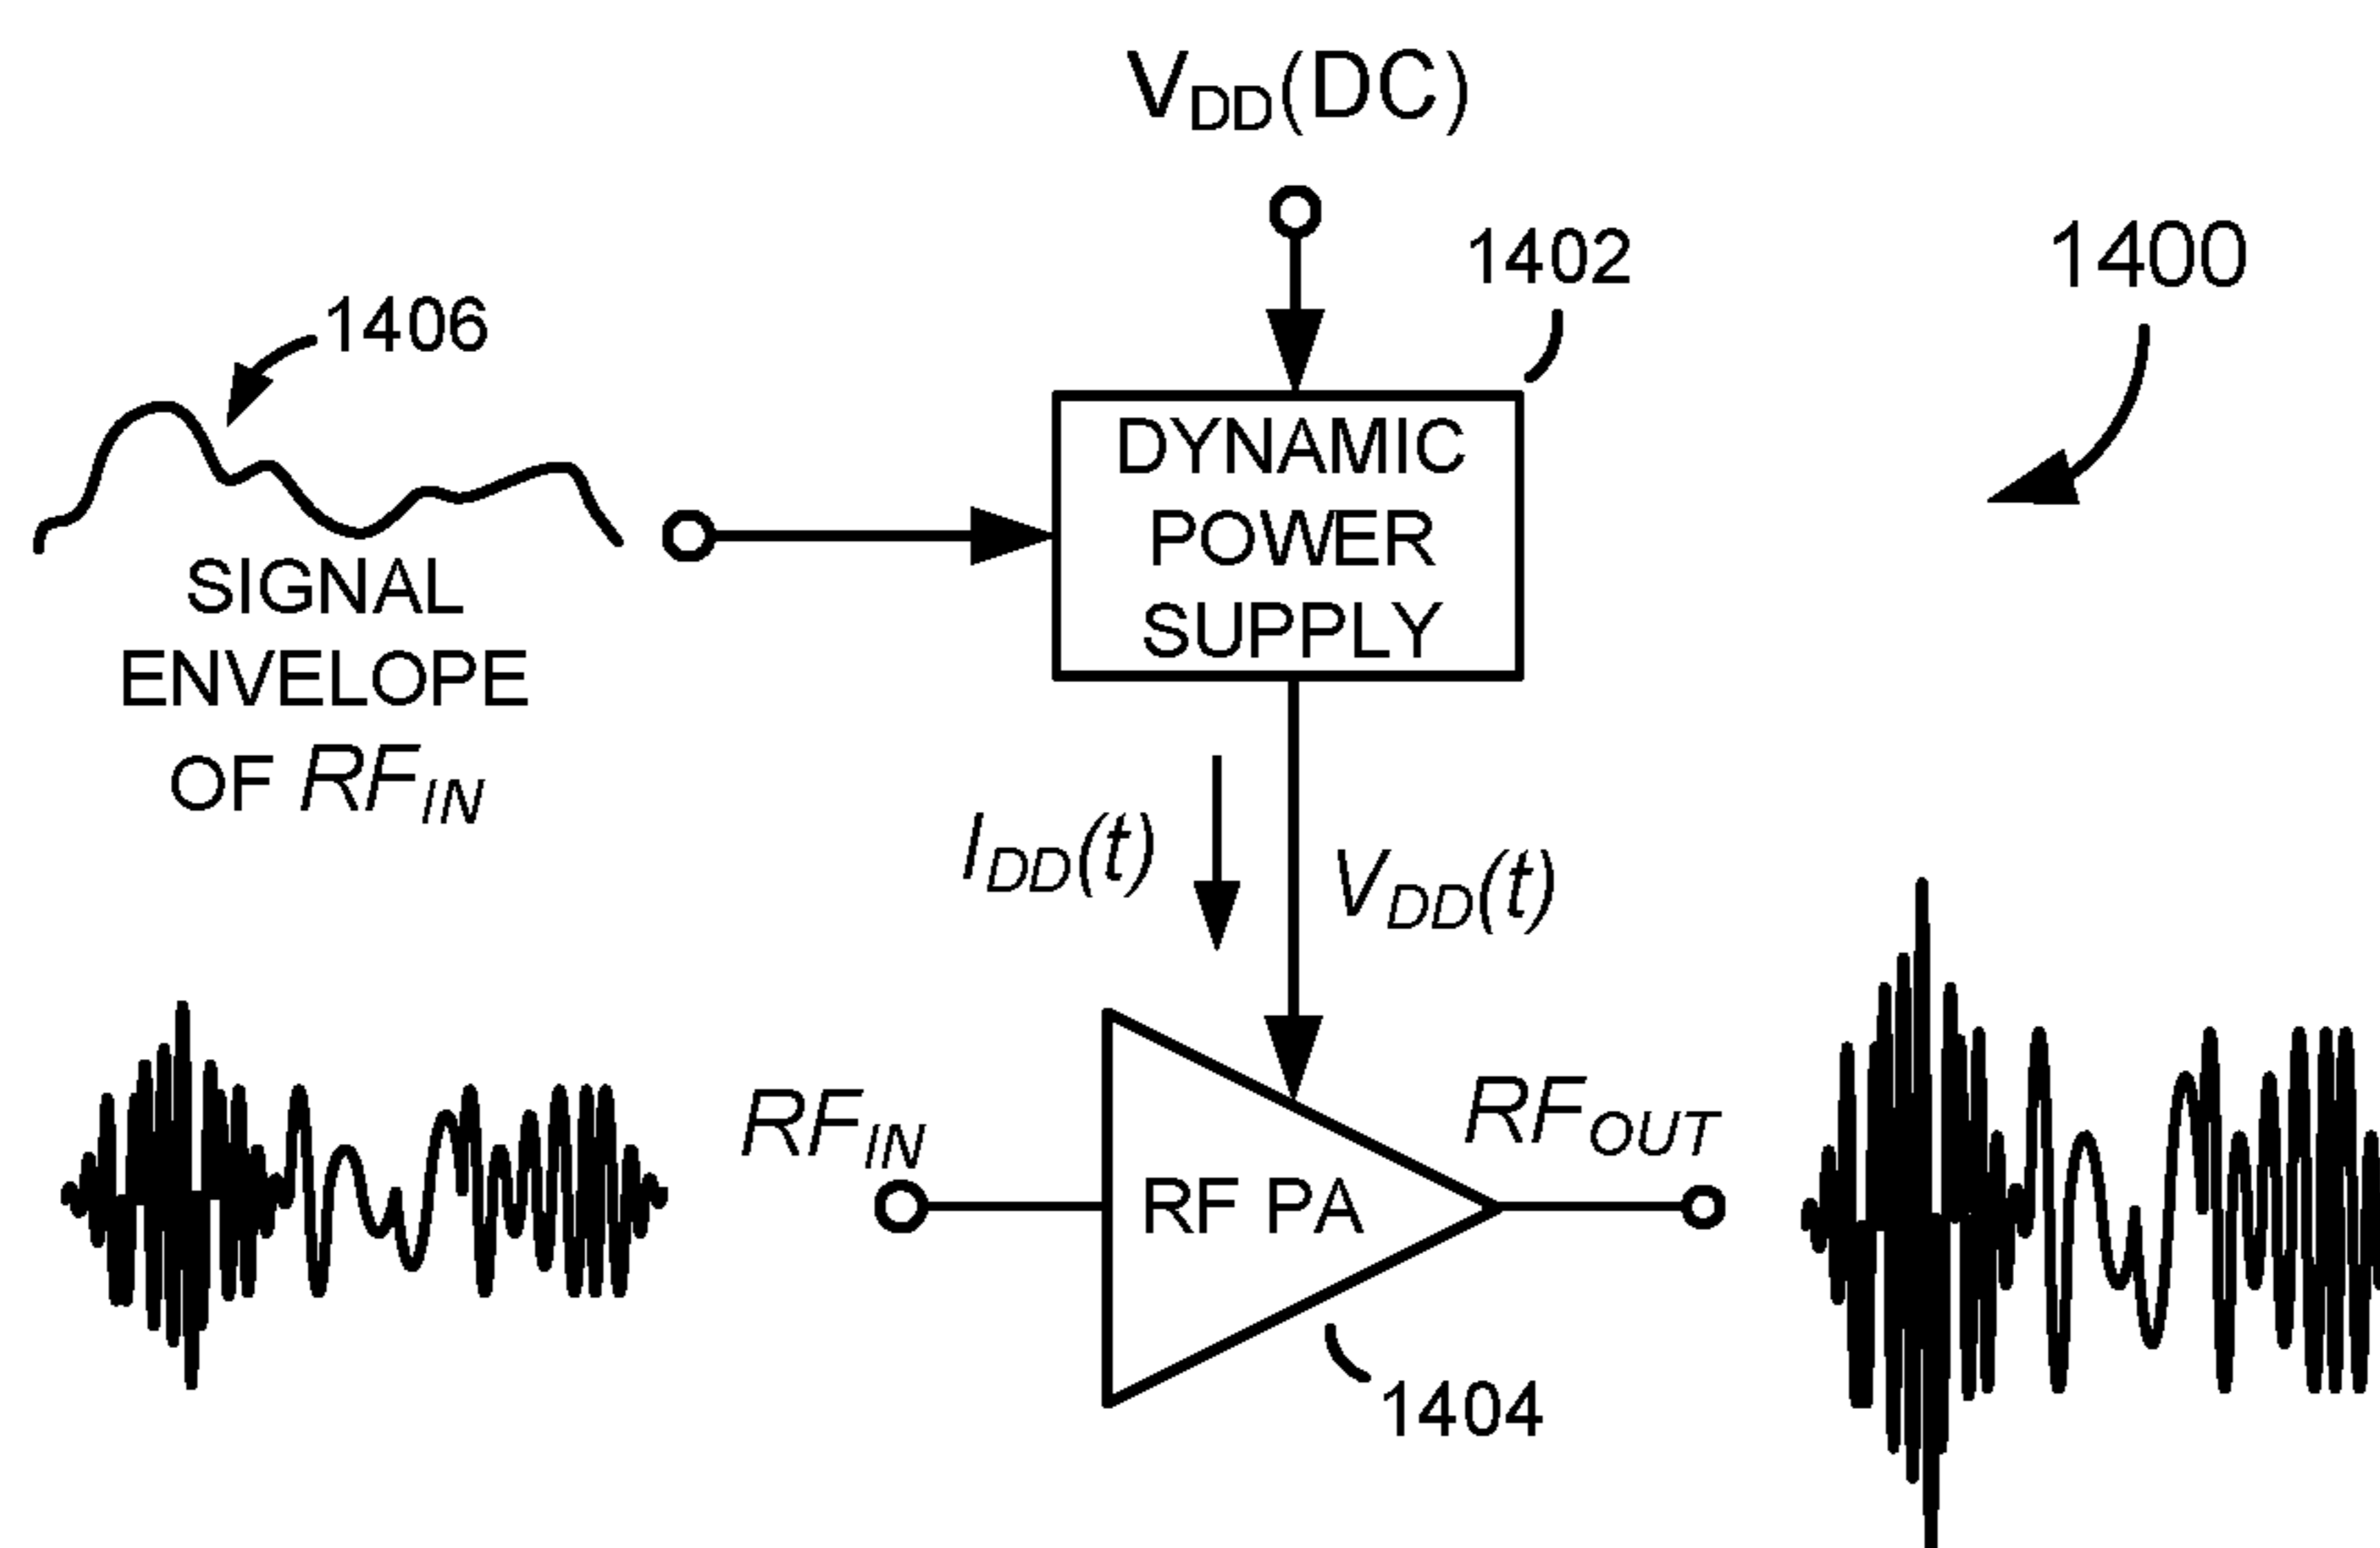 V_DD(DC)
1402
1400
1406
DYNAMIC
POWER
SUPPLY
SIGNAL
ENVELOPE
OF RF_IN
I_DD(t)
V_DD(t)
RF_IN
RF_OUT
RF PA
1404